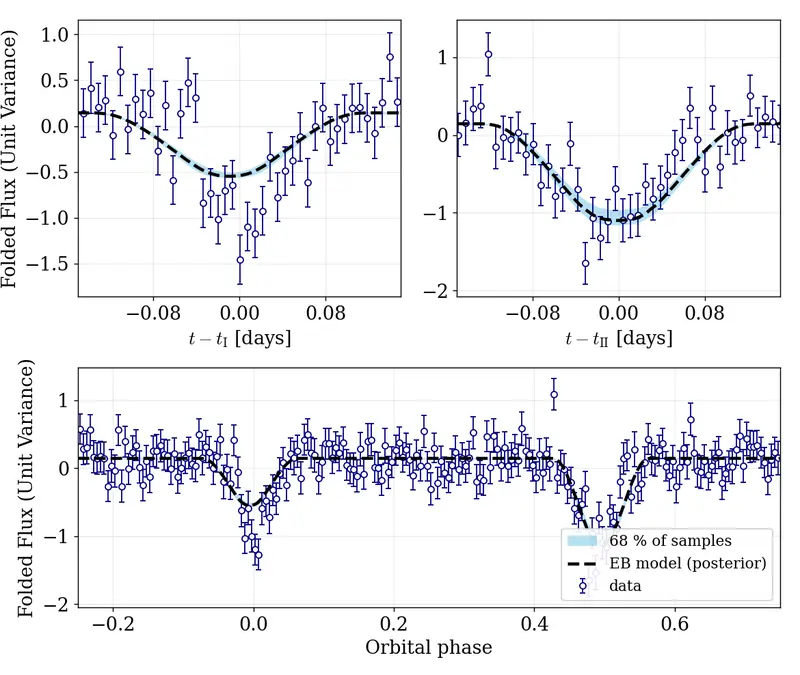 Folded Flux (Unit Variance)
1.0
0.5
0.0
−0.5
−1.0
−1.5
−0.08 0.00 0.08
t − t_I [days]
1
0
−1
−2
−0.08 0.00 0.08
t − t_II [days]
Folded Flux (Unit Variance)
1
0
−1
−2
−0.2 0.0 0.2 0.4 0.6
Orbital phase
68 % of samples
EB model (posterior)
data